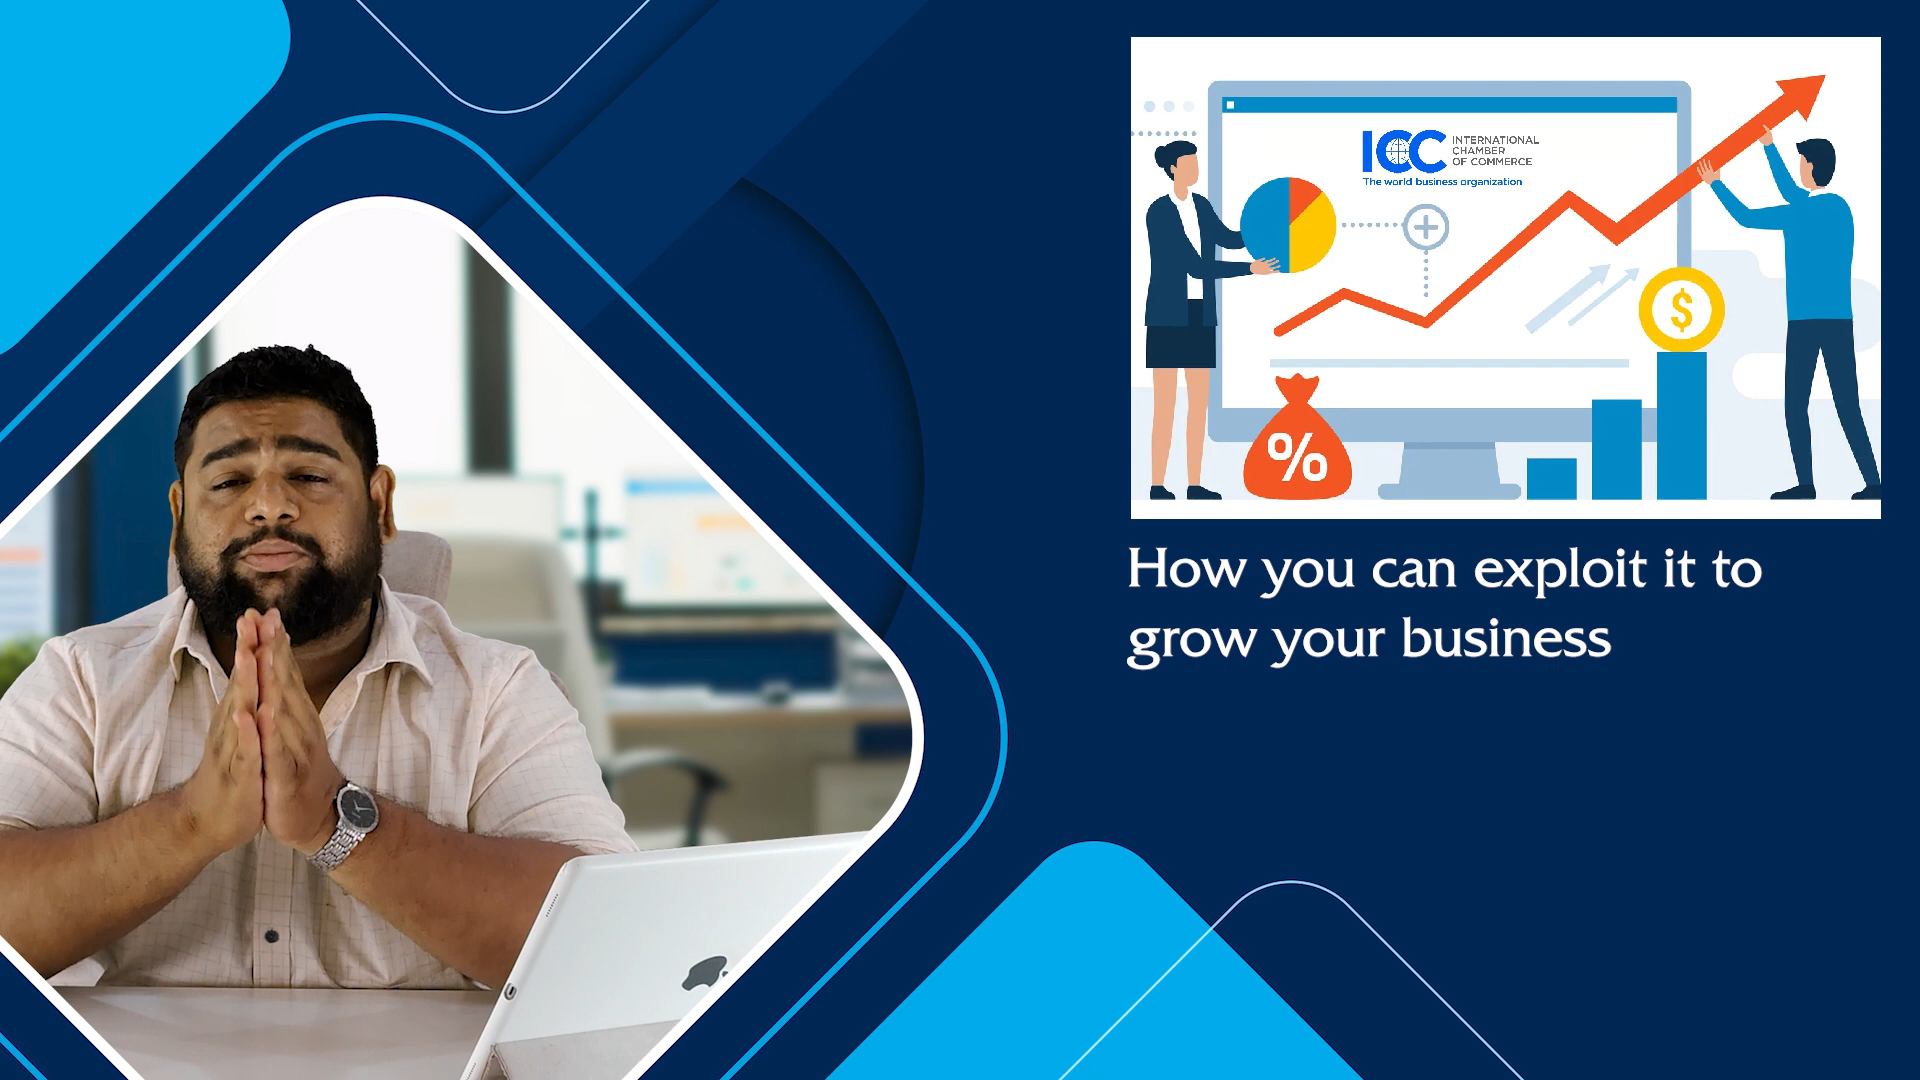 ICC INTERNATIONAL
CHAMBER
OF COMMERCE
The world business organization
$
%
How you can exploit it to
grow your business